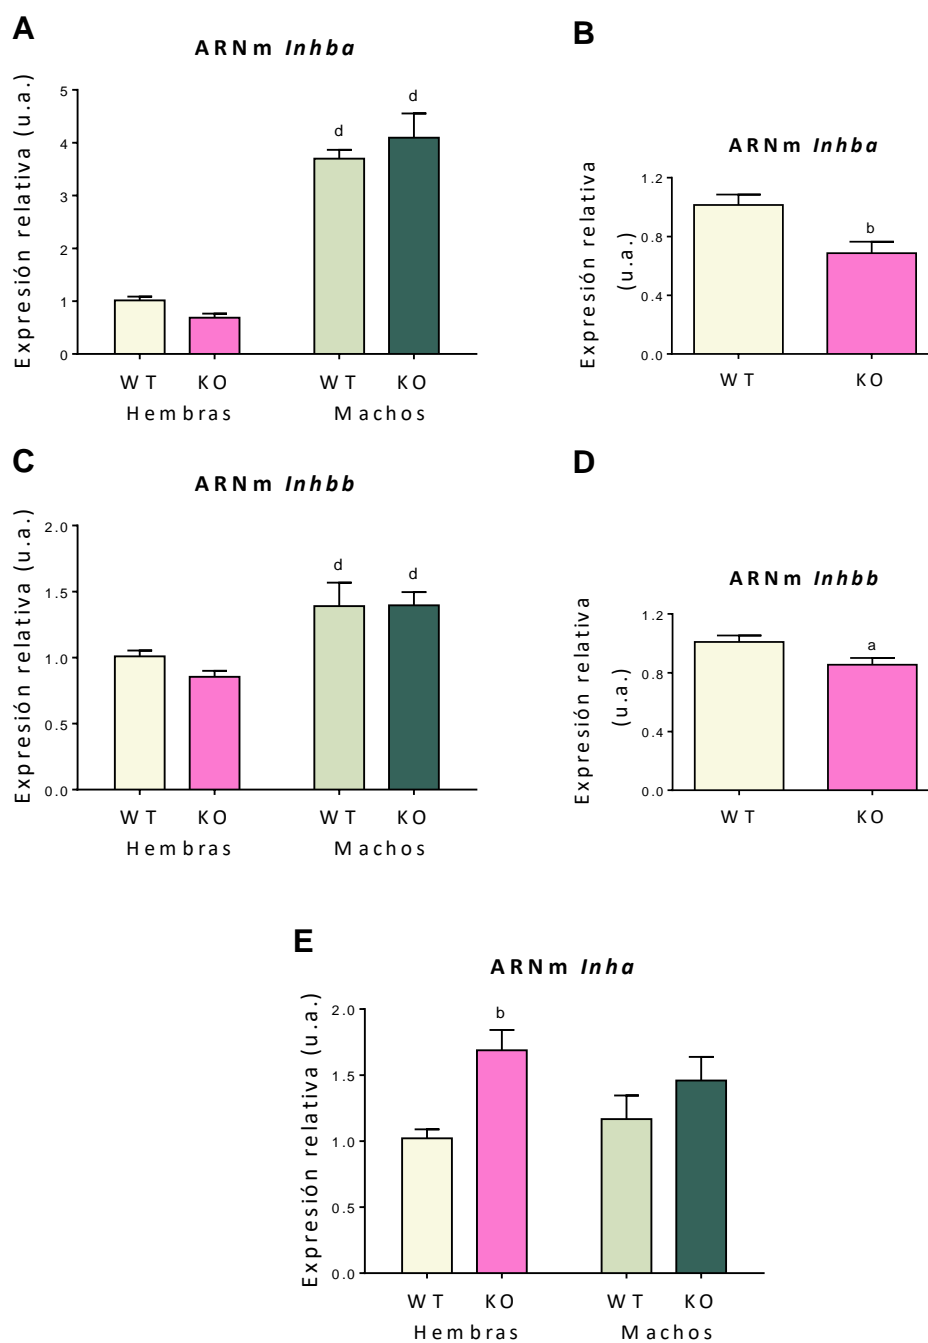 A
ARNm Inhba
Expresión relativa (u.a.)
5
4
3
2
1
0
d
d
WT KO WT KO
Hembras Machos
B
ARNm Inhba
Expresión relativa
(u.a.)
1.2
0.8
0.4
0.0
b
WT KO
C
ARNm Inhbb
Expresión relativa (u.a.)
2.0
1.5
1.0
0.5
0.0
d d
WT KO WT KO
Hembras Machos
D
ARNm Inhbb
Expresión relativa
(u.a.)
1.2
0.8
0.4
0.0
a
WT KO
E
ARNm Inha
Expresión relativa (u.a.)
2.0
1.5
1.0
0.5
0.0
b
WT KO WT KO
Hembras Machos